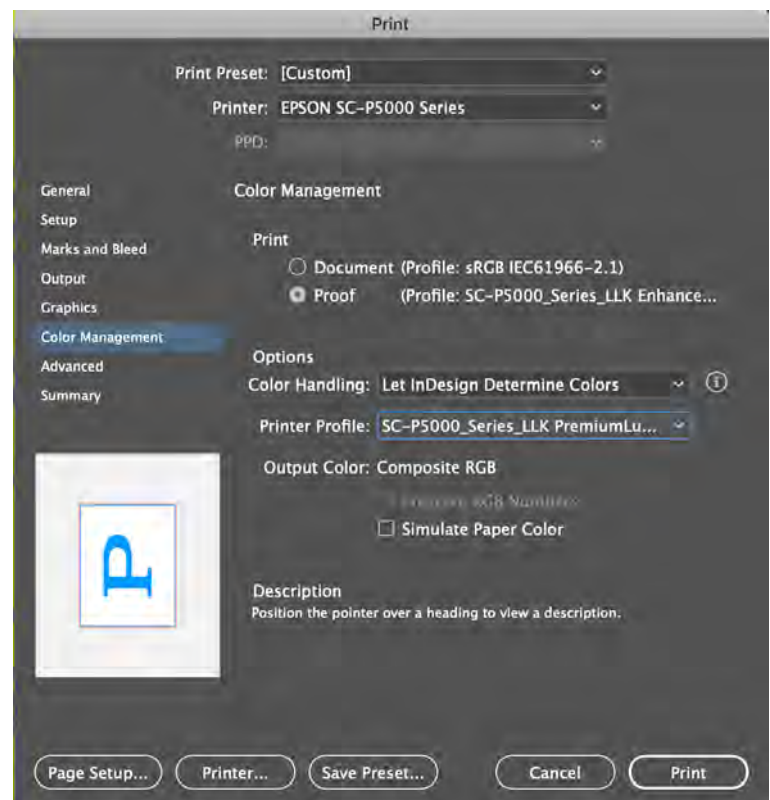 Print
Print Preset: [Custom]
Printer: EPSON SC-P5000 Series
PPD:
General
Setup
Marks and Bleed
Output
Graphics
Color Management
Advanced
Summary
Color Management
Print
Document (Profile: sRGB IEC61966-2.1)
Proof (Profile: SC-P5000_Series_LLK Enhance...
Options
Color Handling: Let InDesign Determine Colors
Printer Profile: SC-P5000_Series_LLK PremiumLu...
Output Color: Composite RGB
RGB Numbers
Simulate Paper Color
P
Description
Position the pointer over a heading to view a description.
Page Setup...
Printer...
Save Preset...
Cancel
Print